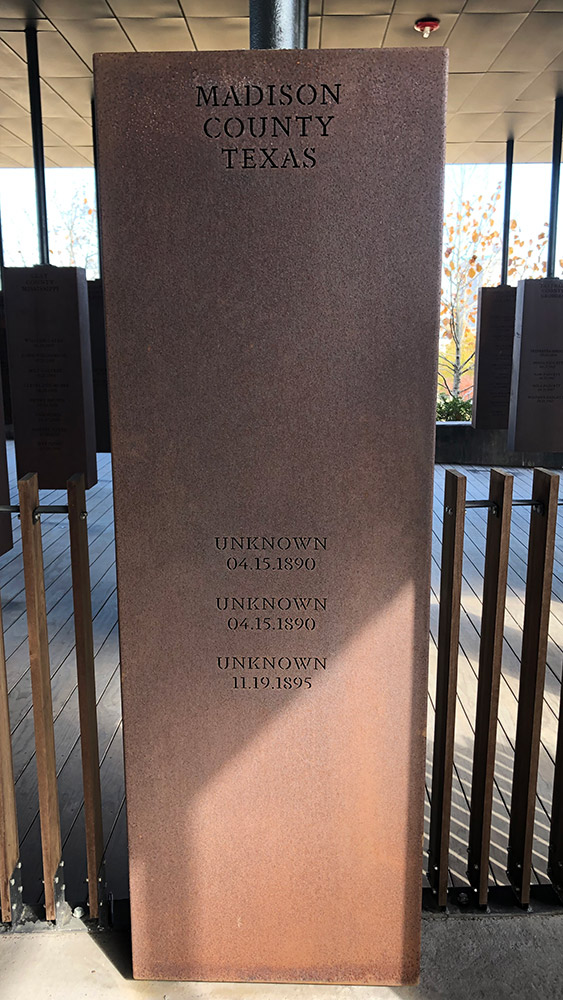 MADISON
COUNTY
TEXAS
UNKNOWN
04.15.1890
UNKNOWN
04.15.1890
UNKNOWN
11.19.1895